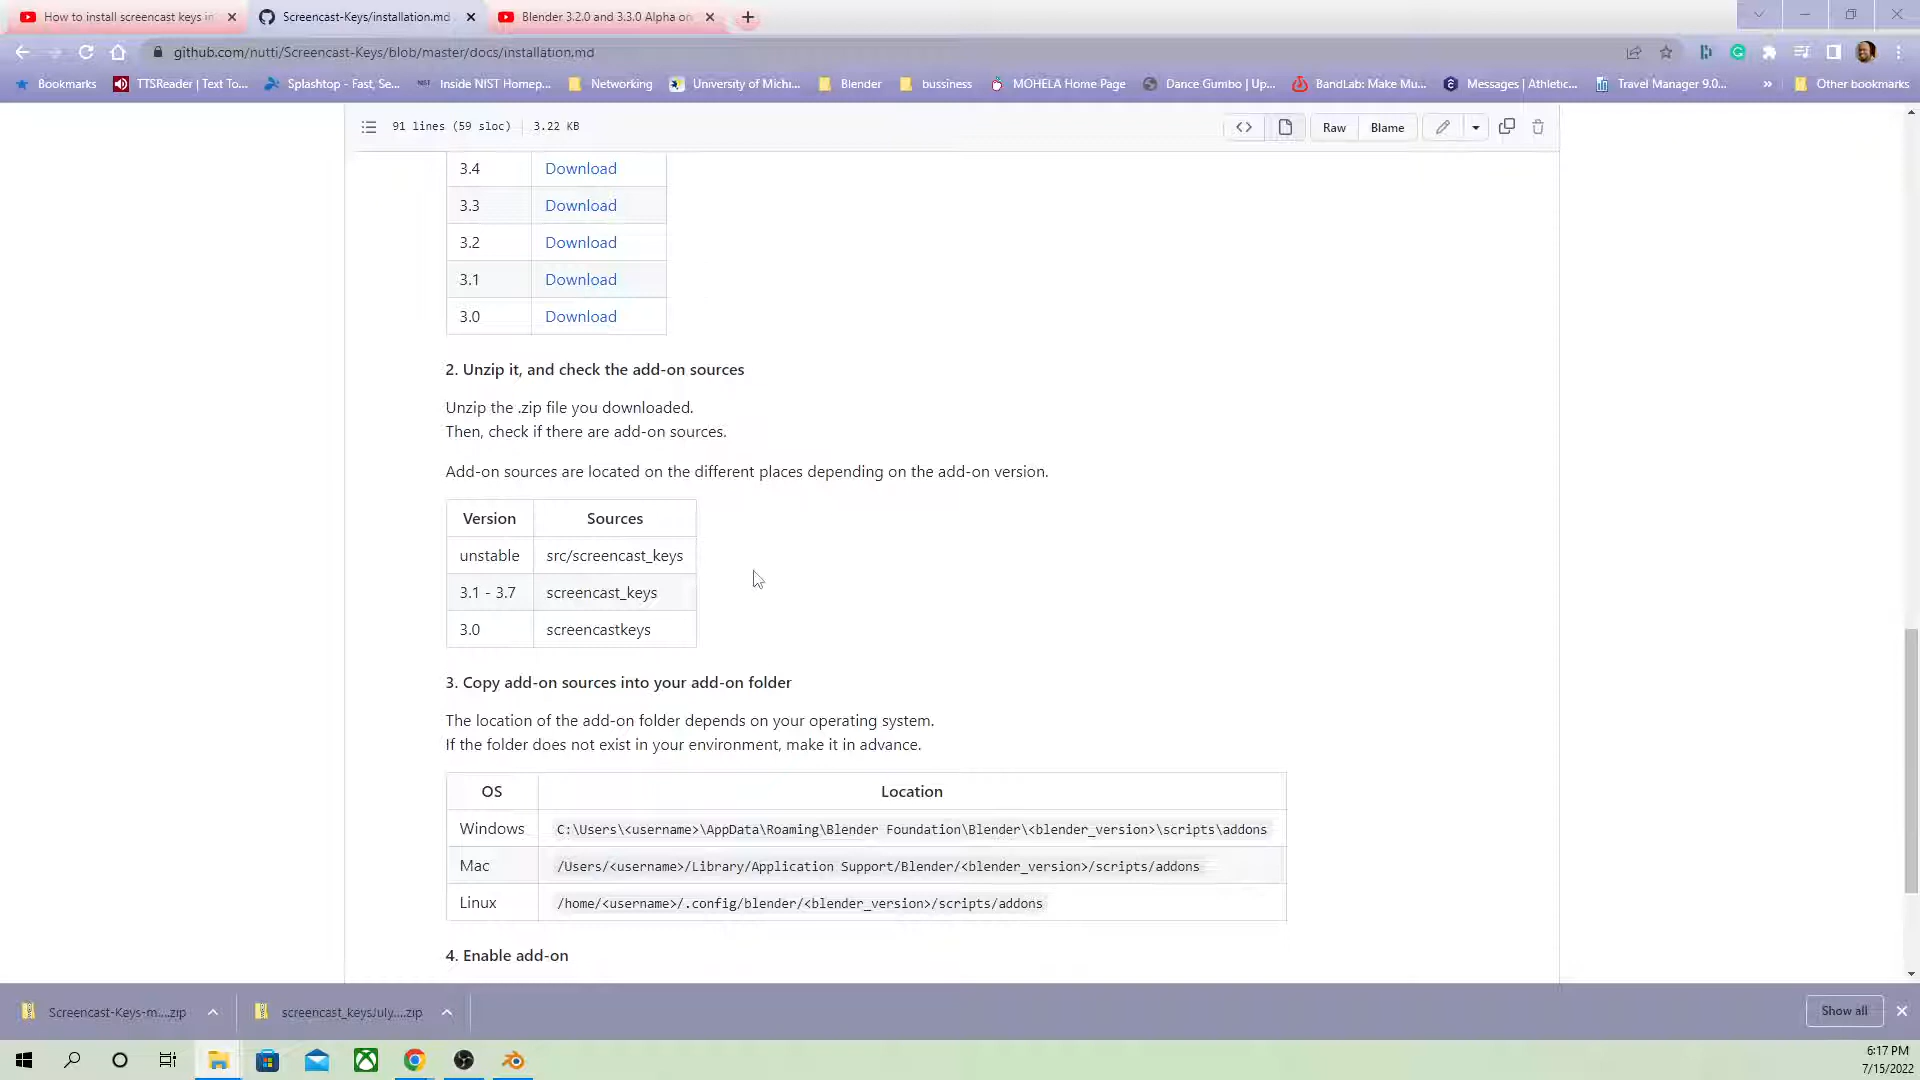 How to install screencast keys in
Screencast-Keys/installation.md
Blender 3.2.0 and 3.3.0 Alpha on
github.com/nutti/Screencast-Keys/blob/master/docs/installation.md
Bookmarks
TTSReader | Text To...
Splashtop - Fast, Se...
Inside NIST Homep...
Networking
University of Michi...
Blender
bussiness
MOHELA Home Page
Dance Gumbo | Up...
BandLab: Make Mu...
Messages | Athletic...
Travel Manager 9.0...
»
Other bookmarks
91 lines (59 sloc) 3.22 KB
Raw Blame
3.4 Download
3.3 Download
3.2 Download
3.1 Download
3.0 Download
2. Unzip it, and check the add-on sources
Unzip the .zip file you downloaded.
Then, check if there are add-on sources.
Add-on sources are located on the different places depending on the add-on version.
Version Sources
unstable src/screencast_keys
3.1 - 3.7 screencast_keys
3.0 screencastkeys
3. Copy add-on sources into your add-on folder
The location of the add-on folder depends on your operating system.
If the folder does not exist in your environment, make it in advance.
OS Location
Windows C:\Users\<username>\AppData\Roaming\Blender Foundation\Blender\<blender_version>\scripts\addons
Mac /Users/<username>/Library/Application Support/Blender/<blender_version>/scripts/addons
Linux /home/<username>/.config/blender/<blender_version>/scripts/addons
4. Enable add-on
Screencast-Keys-m....zip
screencast_keysJuly....zip
Show all
6:17 PM
7/15/2022